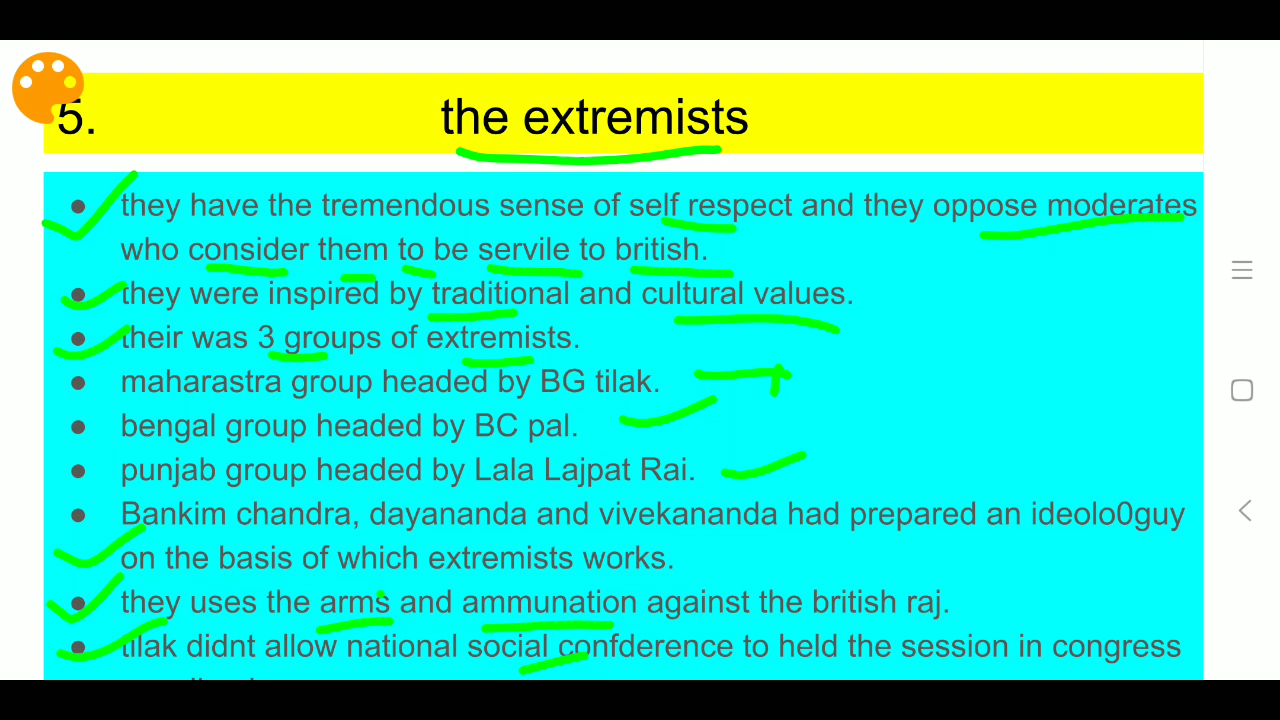 5. the extremists
● they have the tremendous sense of self respect and they oppose moderates
who consider them to be servile to british.
● they were inspired by traditional and cultural values.
● their was 3 groups of extremists.
● maharastra group headed by BG tilak.
● bengal group headed by BC pal.
● punjab group headed by Lala Lajpat Rai.
● Bankim chandra, dayananda and vivekananda had prepared an ideolo0guy
on the basis of which extremists works.
● they uses the arms and ammunation against the british raj.
● tilak didnt allow national social confderence to held the session in congress